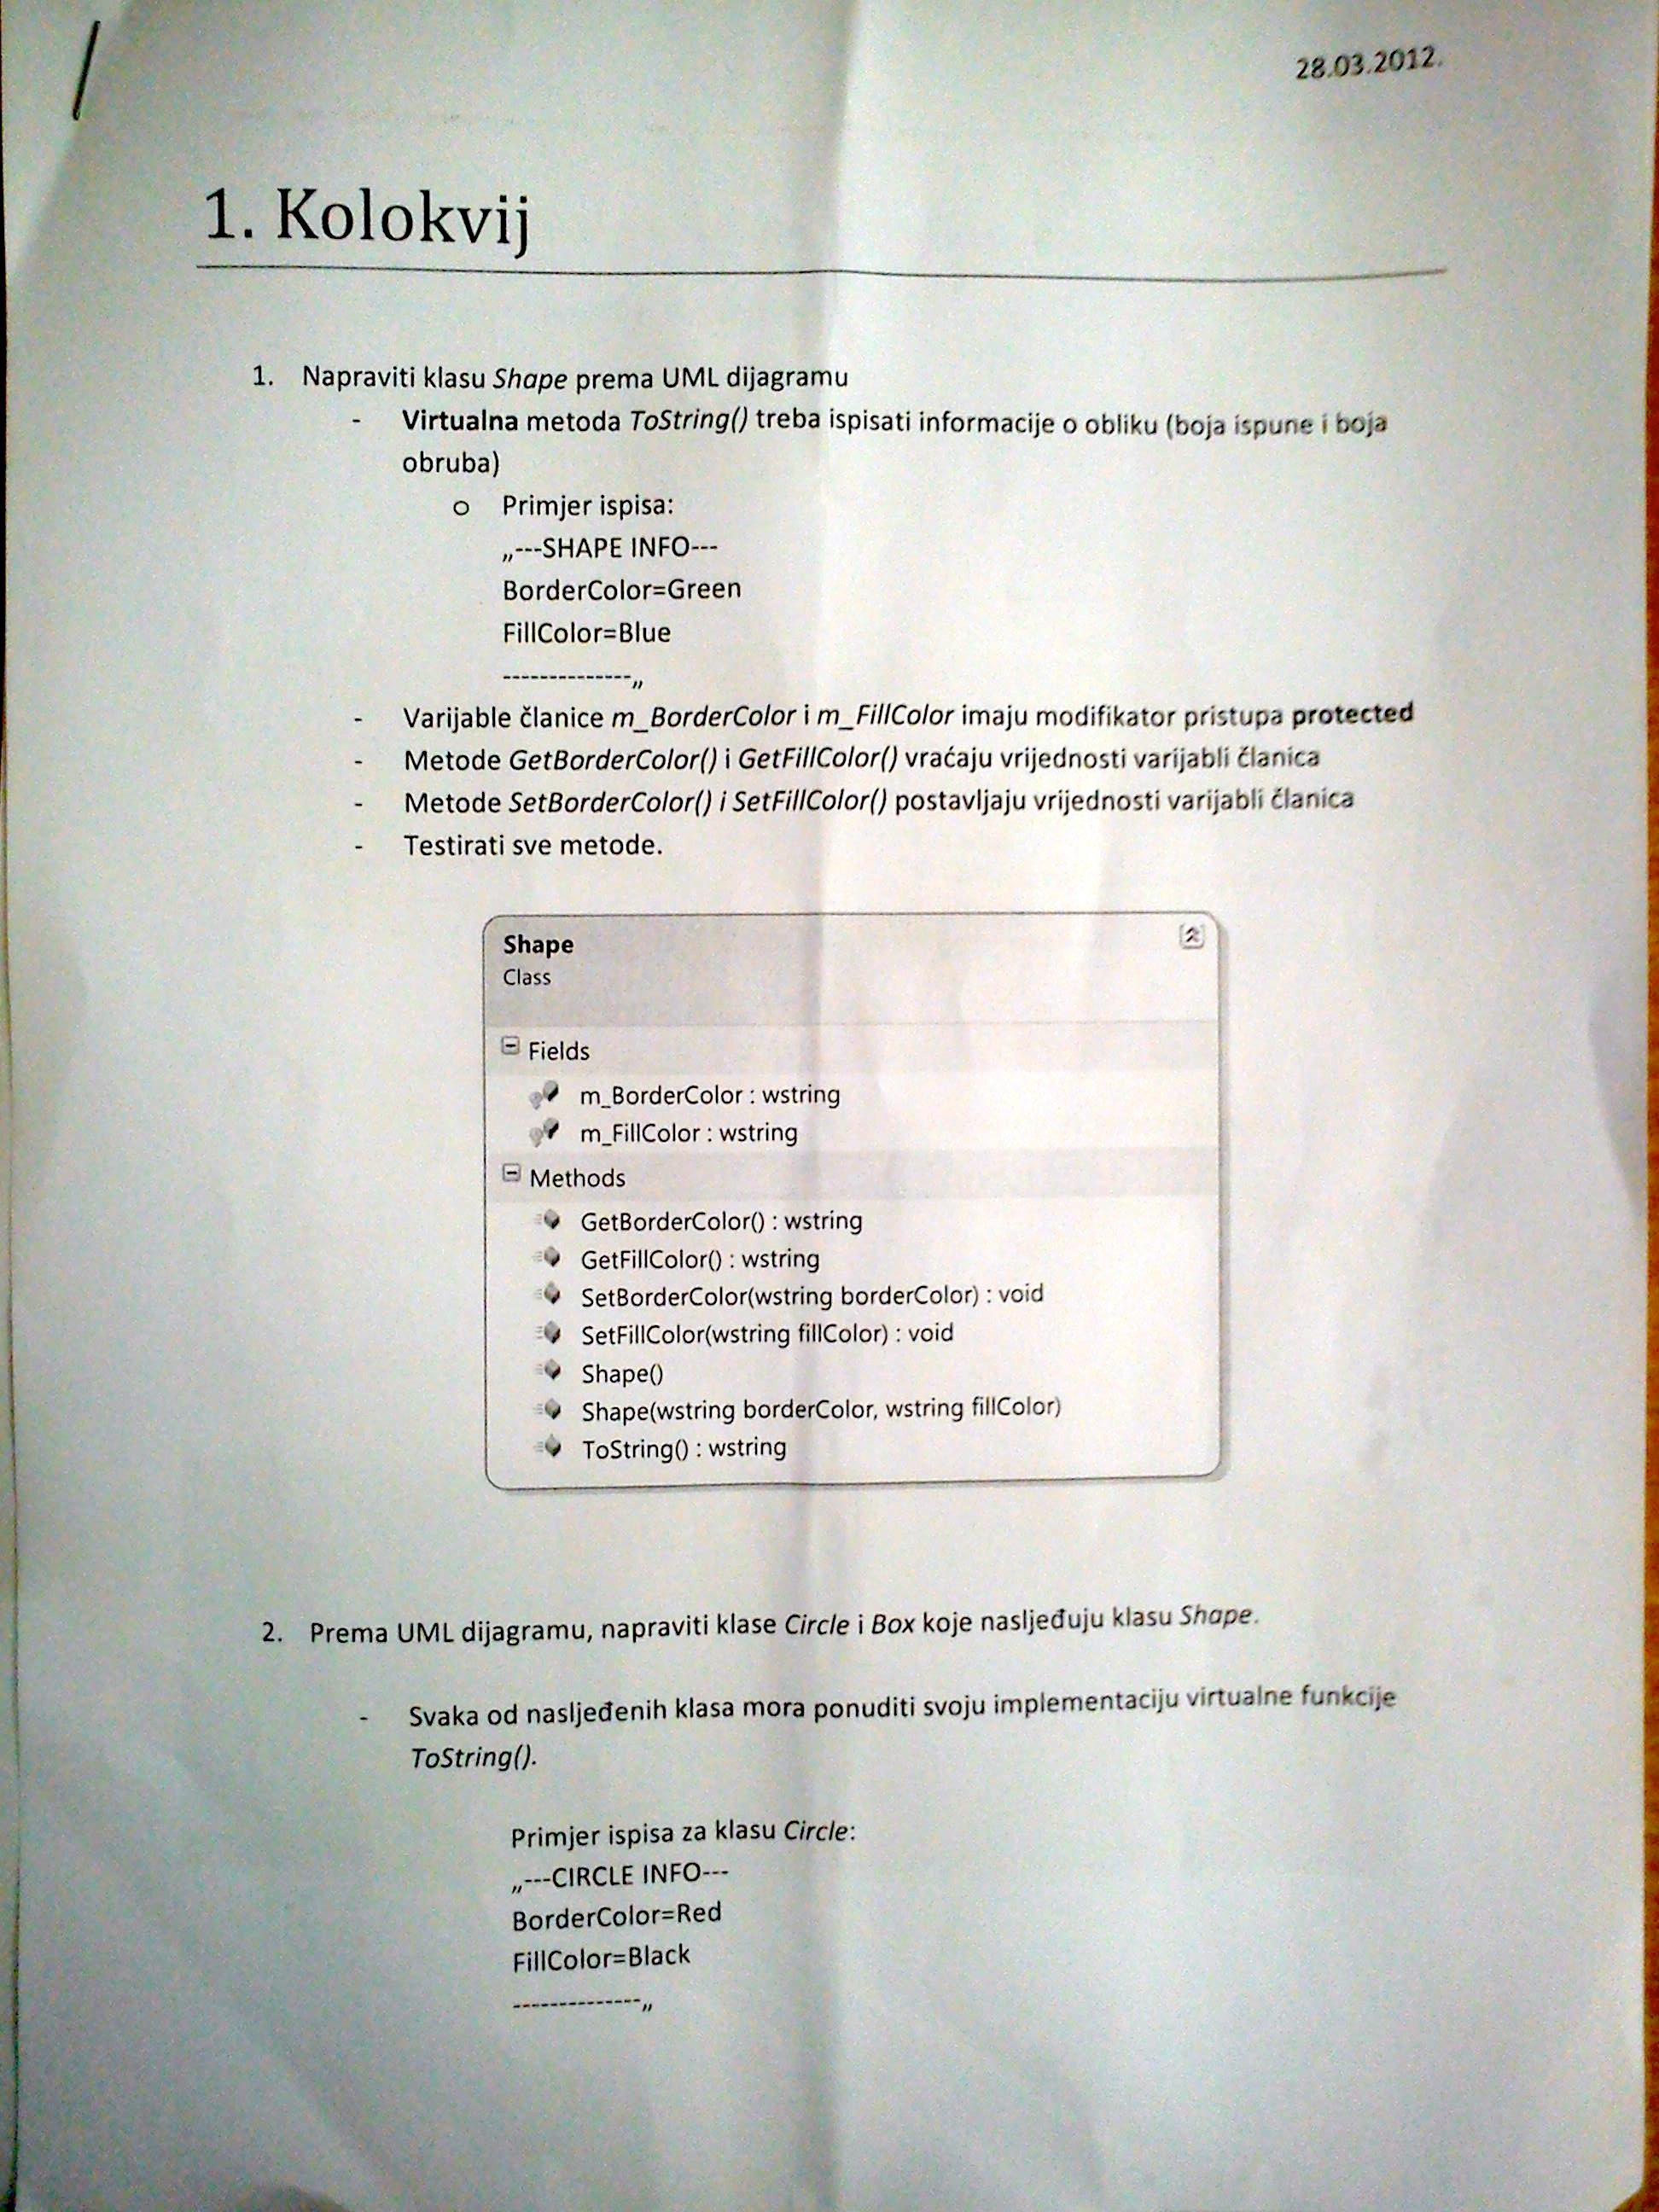 28.03.2012.
1. Kolokvij
1. Napraviti klasu Shape prema UML dijagramu
- Virtualna metoda ToString() treba ispisati informacije o obliku (boja ispune i boja
obruba)
o Primjer ispisa:
„---SHAPE INFO---
BorderColor=Green
FillColor=Blue
--------------„
- Varijable članice m_BorderColor i m_FillColor imaju modifikator pristupa protected
- Metode GetBorderColor() i GetFillColor() vraćaju vrijednosti varijabli članica
- Metode SetBorderColor() i SetFillColor() postavljaju vrijednosti varijabli članica
- Testirati sve metode.
Shape
Class
Fields
m_BorderColor : wstring
m_FillColor : wstring
Methods
GetBorderColor() : wstring
GetFillColor() : wstring
SetBorderColor(wstring borderColor) : void
SetFillColor(wstring fillColor) : void
Shape()
Shape(wstring borderColor, wstring fillColor)
ToString() : wstring
2. Prema UML dijagramu, napraviti klase Circle i Box koje nasljeđuju klasu Shape.
- Svaka od nasljeđenih klasa mora ponuditi svoju implementaciju virtualne funkcije
ToString().
Primjer ispisa za klasu Circle:
„---CIRCLE INFO---
BorderColor=Red
FillColor=Black
--------------„